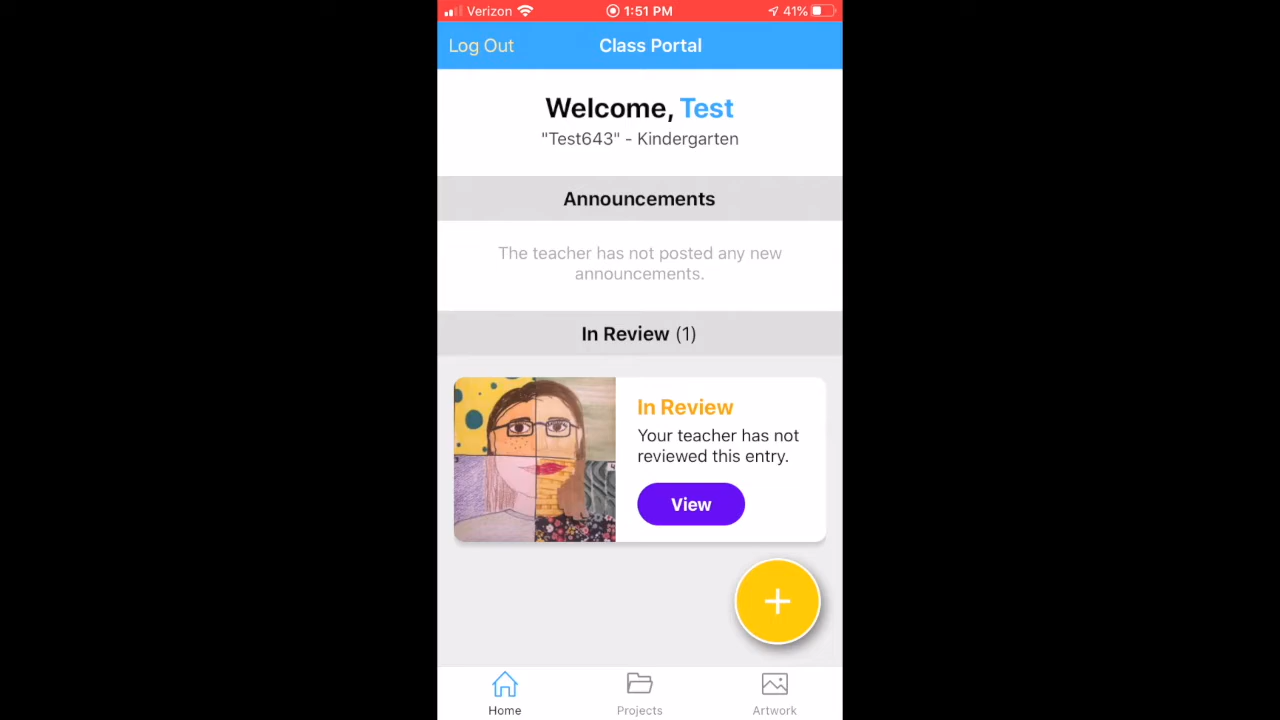 Verizon 1:51 PM 41%
Log Out Class Portal
Welcome, Test
"Test643" - Kindergarten
Announcements
The teacher has not posted any new
announcements.
In Review (1)
In Review
Your teacher has not
reviewed this entry.
View
+
Home Projects Artwork